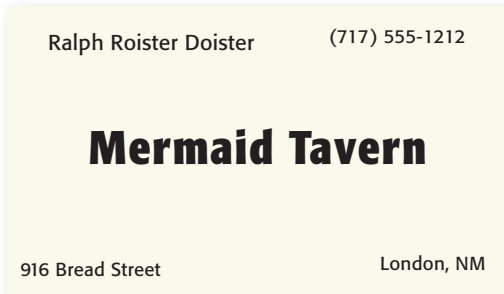 Ralph Roister Doister
(717) 555-1212
Mermaid Tavern
916 Bread Street
London, NM